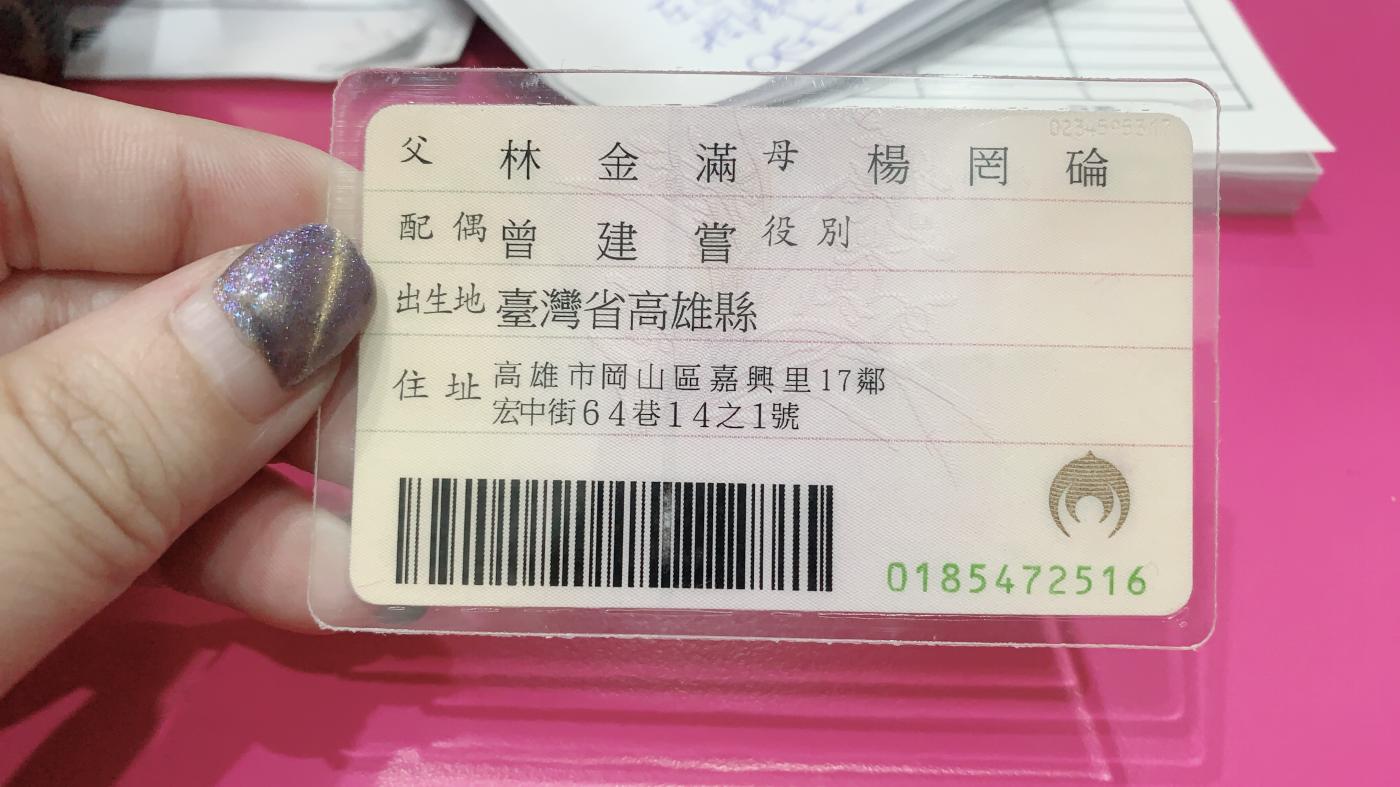 父 林金滿 母 楊罔碖
配偶 曾建嘗 役別
出生地 臺灣省高雄縣
住址 高雄市岡山區嘉興里17鄰
宏中街64巷14之1號
0185472516